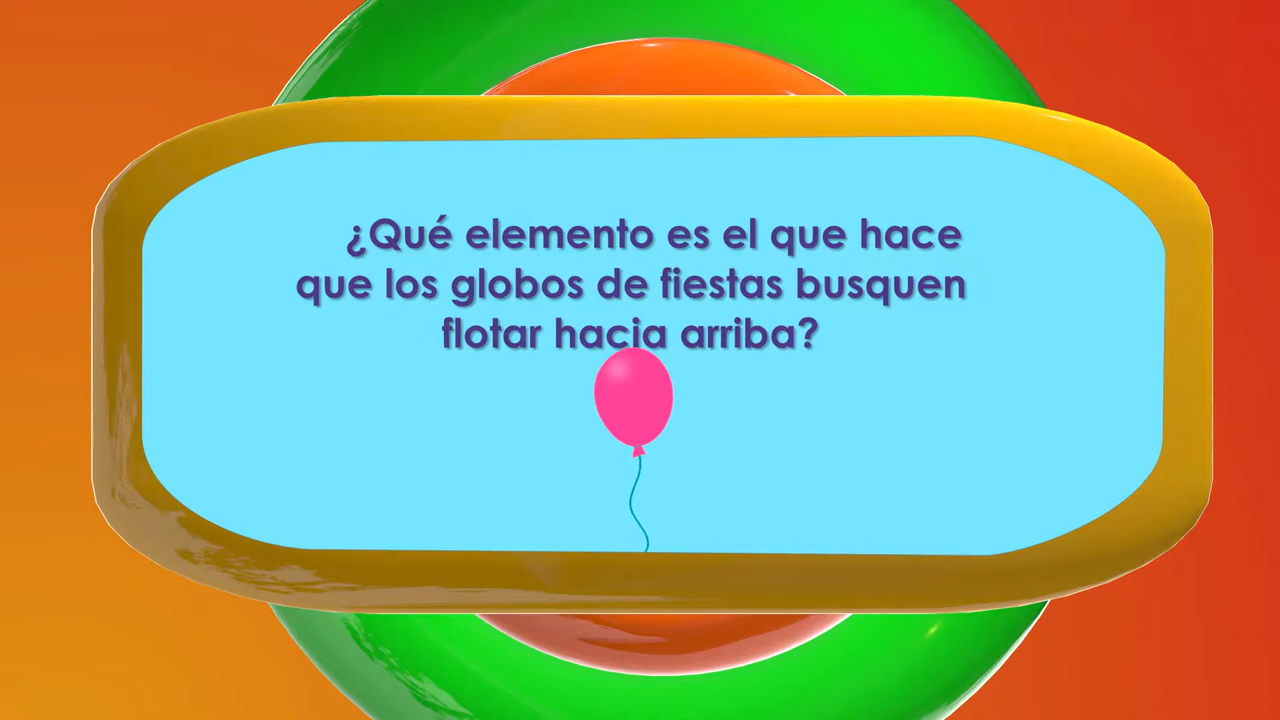 ¿Qué elemento es el que hace
que los globos de fiestas busquen
flotar hacia arriba?